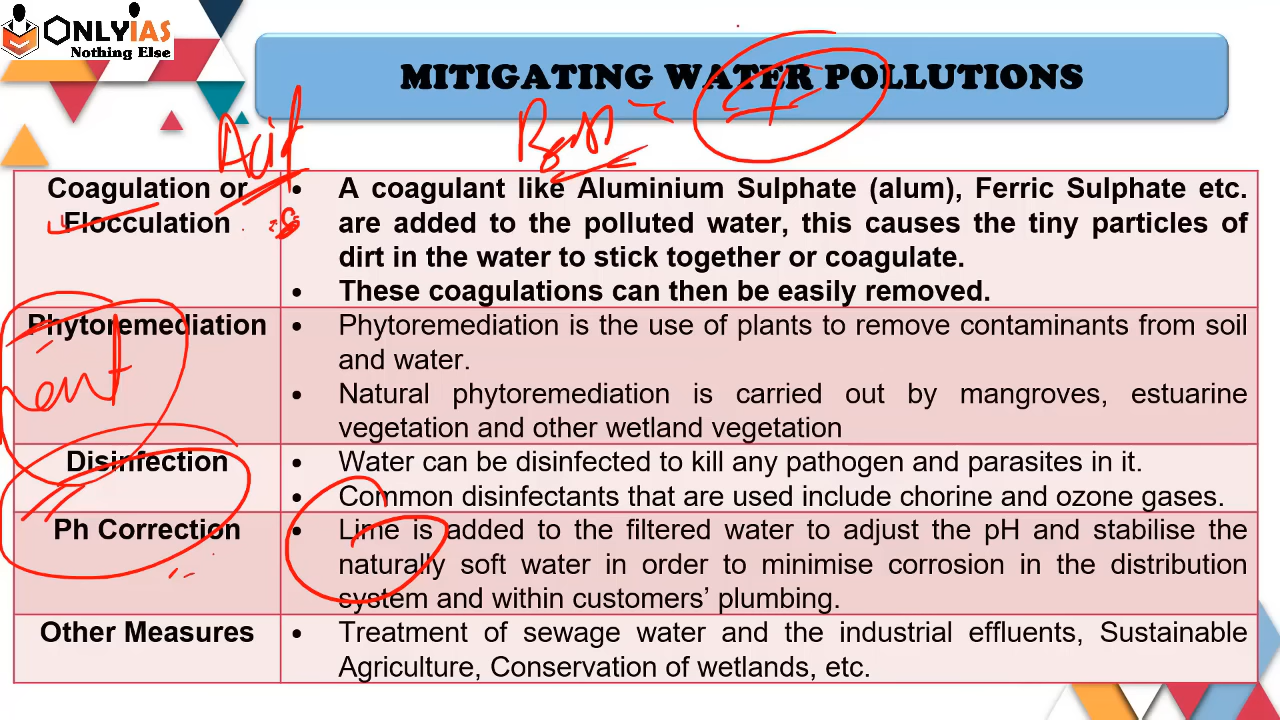 ONLYIAS
Nothing Else
MITIGATING WATER POLLUTIONS
Acid
Coagulation or
Flocculation
• A coagulant like Aluminium Sulphate (alum), Ferric Sulphate etc.
are added to the polluted water, this causes the tiny particles of
dirt in the water to stick together or coagulate.
• These coagulations can then be easily removed.
Phytoremediation
• Phytoremediation is the use of plants to remove contaminants from soil
and water.
• Natural phytoremediation is carried out by mangroves, estuarine
vegetation and other wetland vegetation
Disinfection
• Water can be disinfected to kill any pathogen and parasites in it.
• Common disinfectants that are used include chorine and ozone gases.
Ph Correction
• Lime is added to the filtered water to adjust the pH and stabilise the
naturally soft water in order to minimise corrosion in the distribution
system and within customers’ plumbing.
Other Measures
• Treatment of sewage water and the industrial effluents, Sustainable
Agriculture, Conservation of wetlands, etc.